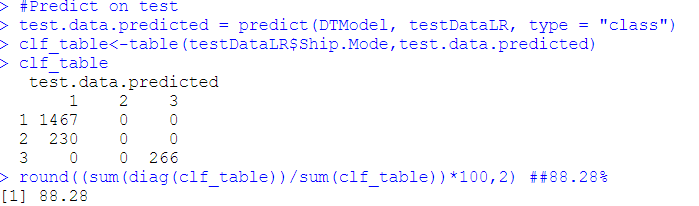 > #Predict on test
> test.data.predicted = predict(DTModel, testDataLR, type = "class")
> clf_table<-table(testDataLR$Ship.Mode,test.data.predicted)
> clf_table
   test.data.predicted
       1    2    3
  1 1467    0    0
  2  230    0    0
  3    0    0  266
> round((sum(diag(clf_table))/sum(clf_table))*100,2) ##88.28%
[1] 88.28